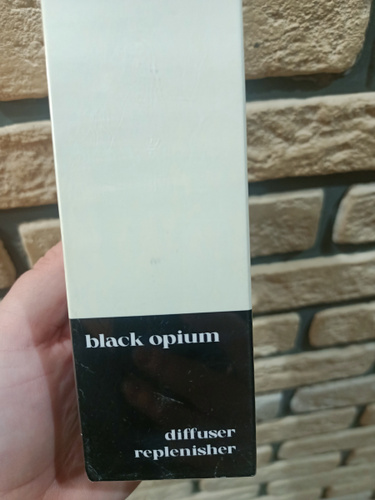 black opium
diffuser
replenisher